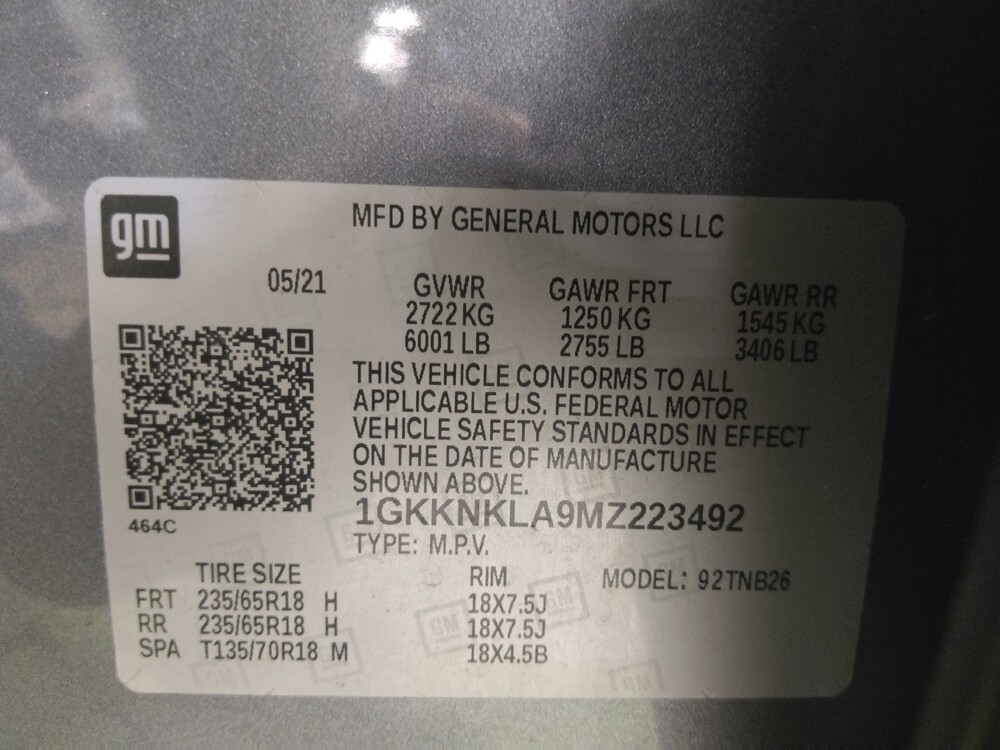 gm
MFD BY GENERAL MOTORS LLC
05/21 GVWR GAWR FRT GAWR RR
2722 KG 1250 KG 1545 KG
6001 LB 2755 LB 3406 LB
THIS VEHICLE CONFORMS TO ALL
APPLICABLE U.S. FEDERAL MOTOR
VEHICLE SAFETY STANDARDS IN EFFECT
ON THE DATE OF MANUFACTURE
SHOWN ABOVE.
464C
1GKKNKLA9MZ223492
TYPE: M.P.V.
TIRE SIZE RIM MODEL: 92TNB26
FRT 235/65R18 H 18X7.5J
RR 235/65R18 H 18X7.5J
SPA T135/70R18 M 18X4.5B